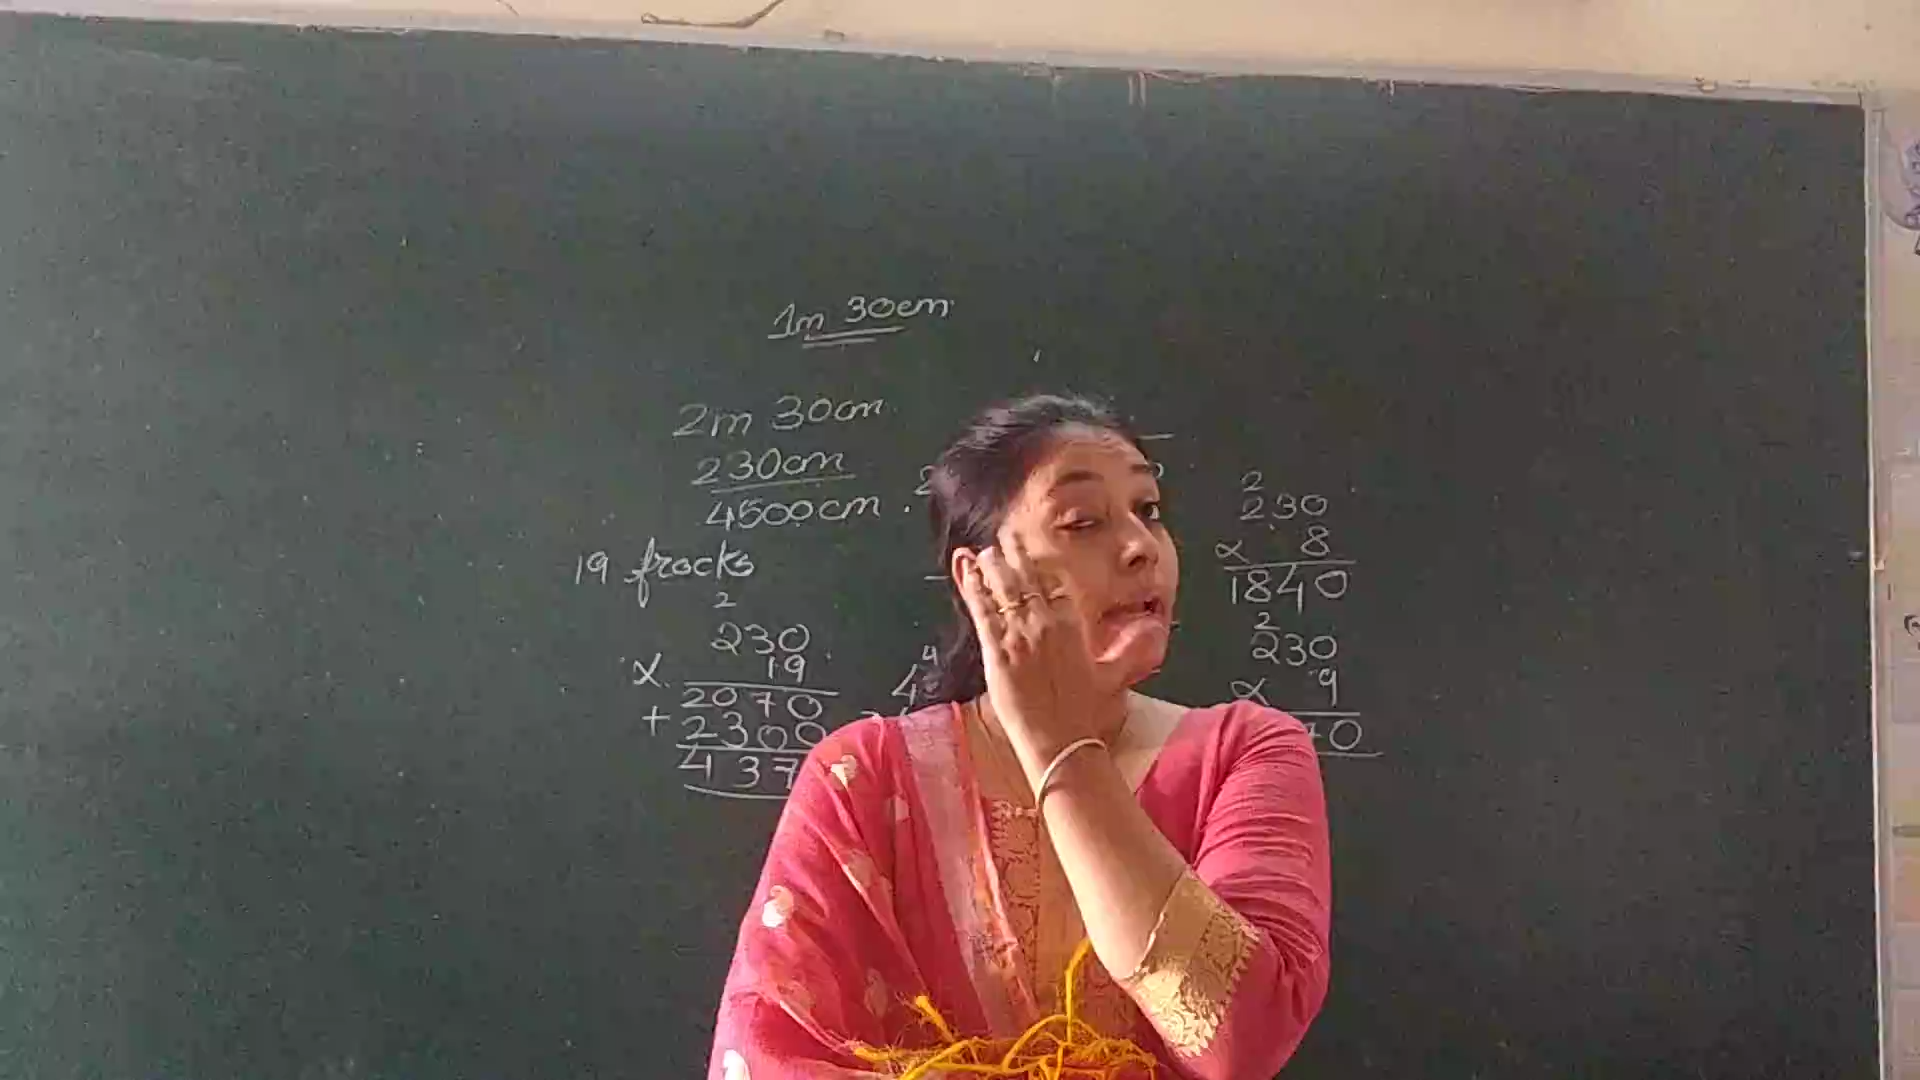 1m 30cm
2m 30cm
230cm
4500cm
19 frocks
2
230
x 19
2070
+ 2300
437
2
230
x 8
1840
2
230
x 9